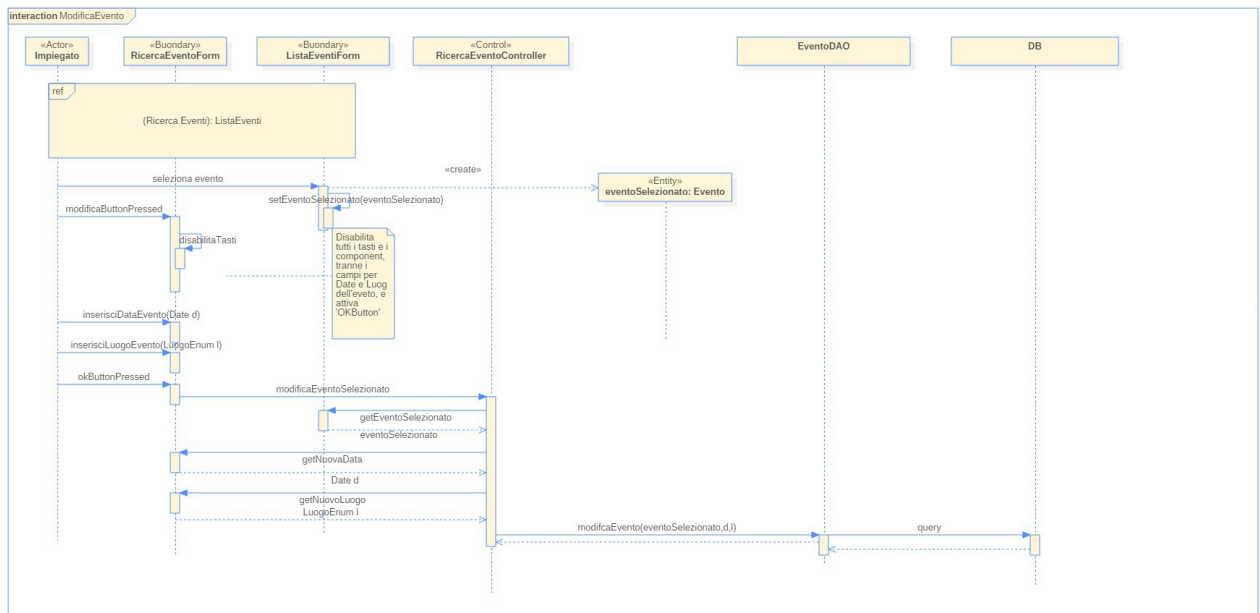 interaction ModificaEvento
«Actor»
Impiegato
«Buondary»
RicercaEventoForm
«Buondary»
ListaEventiForm
«Control»
RicercaEventoController
EventoDAO
DB
ref
(Ricerca Eventi): ListaEventi
«create»
seleziona evento
«Entity»
eventoSelezionato: Evento
setEventoSelezionato(eventoSelezionato)
modificaButtonPressed
disabilitaTasti
Disabilita
tutti i tasti e i
component,
tranne i
campi per
Date e Luog
dell'eveto, e
attiva
'OKButton'
inserisciDataEvento(Date d)
inserisciLuogoEvento(LuogoEnum l)
okButtonPressed
modificaEventoSelezionato
getEventoSelezionato
eventoSelezionato
getNuovaData
Date d
getNuovoLuogo
LuogoEnum l
modifcaEvento(eventoSelezionato,d,l)
query